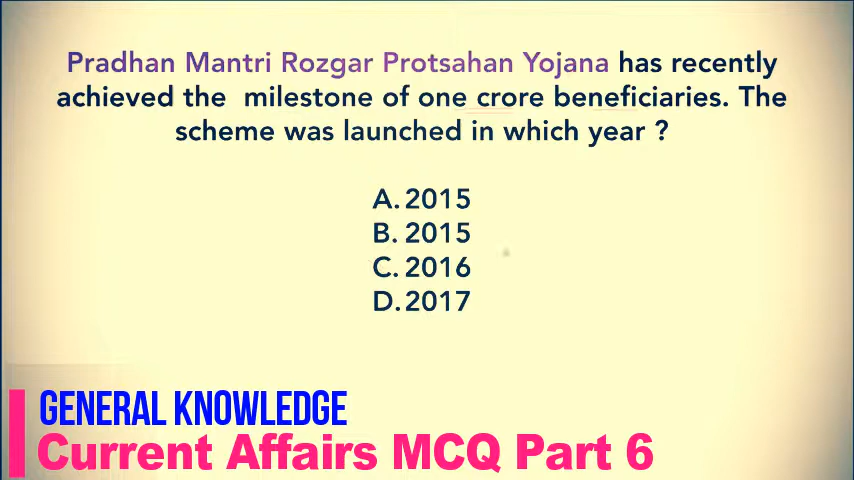 Pradhan Mantri Rozgar Protsahan Yojana has recently
achieved the milestone of one crore beneficiaries. The
scheme was launched in which year ?
A. 2015
B. 2015
C. 2016
D. 2017
GENERAL KNOWLEDGE
Current Affairs MCQ Part 6